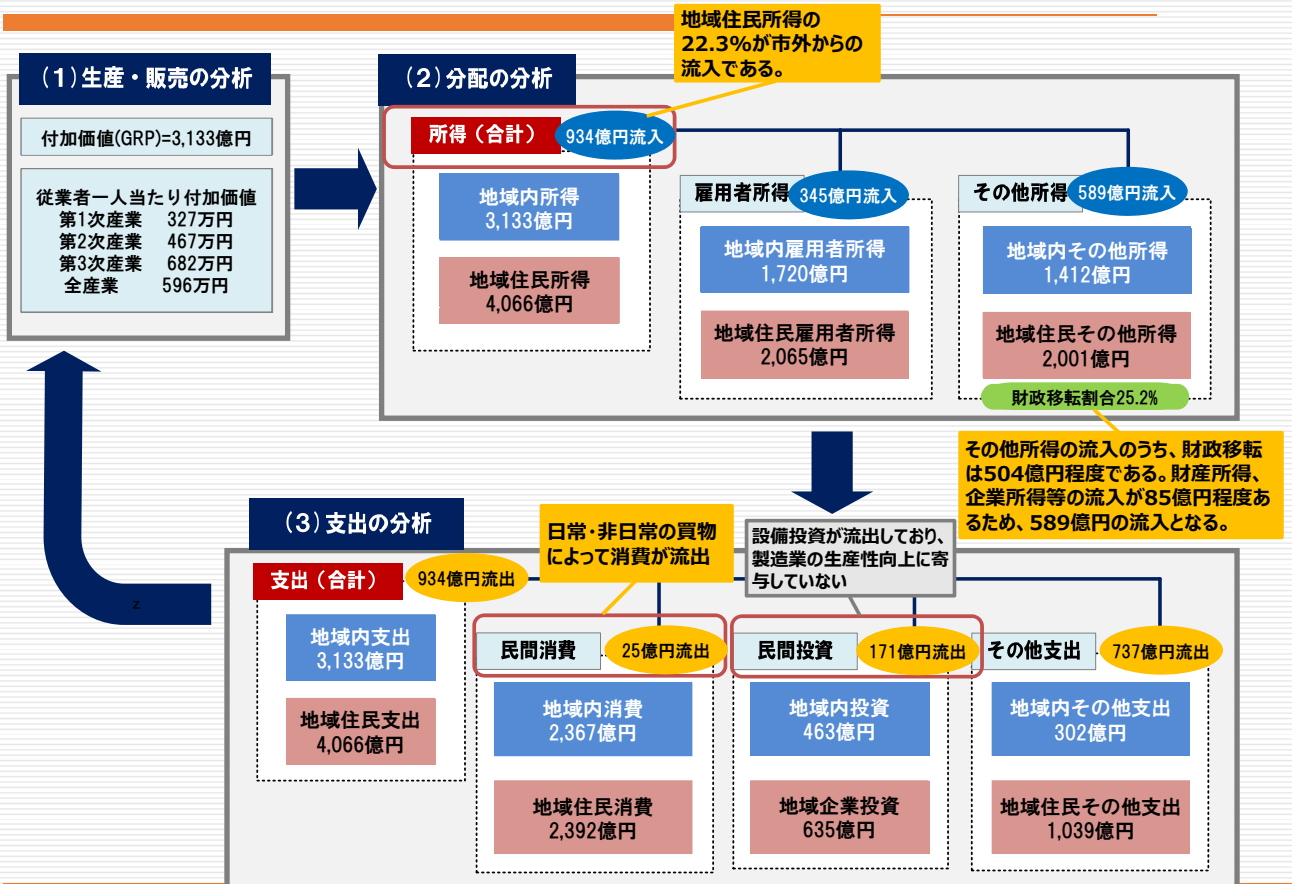 地域住民所得の
22.3%が市外からの
流入である。
(1)生産・販売の分析
付加価値(GRP)=3,133億円
従業者一人当たり付加価値
第1次産業 327万円
第2次産業 467万円
第3次産業 682万円
全産業 596万円
(2)分配の分析
所得(合計)
934億円流入
地域内所得
3,133億円
地域住民所得
4,066億円
雇用者所得
345億円流入
地域内雇用者所得
1,720億円
地域住民雇用者所得
2,065億円
その他所得
589億円流入
地域内その他所得
1,412億円
地域住民その他所得
2,001億円
財政移転割合25.2%
その他所得の流入のうち、財政移転
は504億円程度である。財産所得、
企業所得等の流入が85億円程度あ
るため、589億円の流入となる。
(3)支出の分析
日常・非日常の買物
によって消費が流出
設備投資が流出しており、
製造業の生産性向上に寄
与していない
支出(合計)
934億円流出
地域内支出
3,133億円
地域住民支出
4,066億円
民間消費
25億円流出
地域内消費
2,367億円
地域住民消費
2,392億円
民間投資
171億円流出
地域内投資
463億円
地域企業投資
635億円
その他支出
737億円流出
地域内その他支出
302億円
地域住民その他支出
1,039億円
z